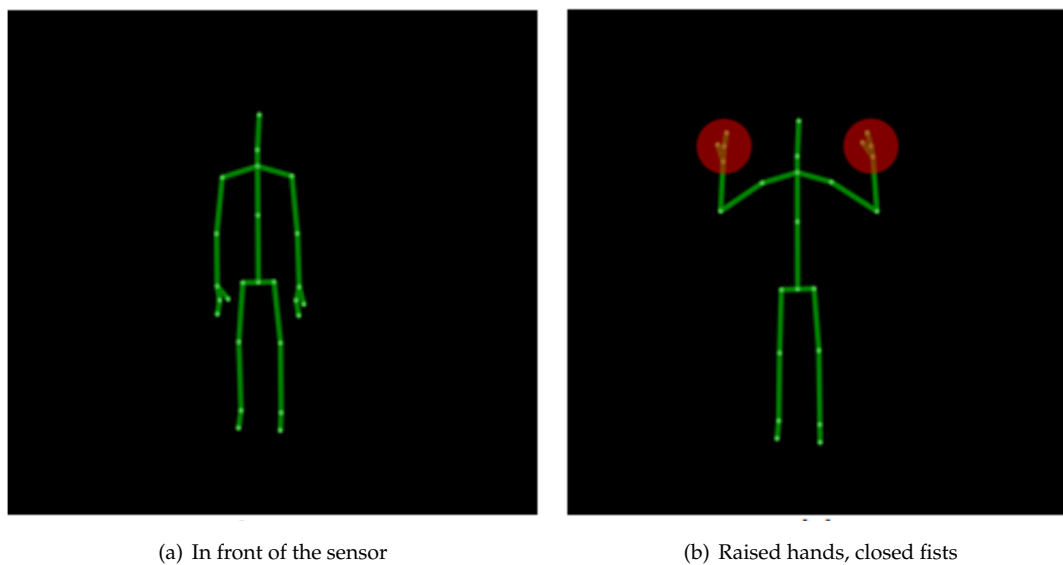 (a) In front of the sensor
(b) Raised hands, closed fists